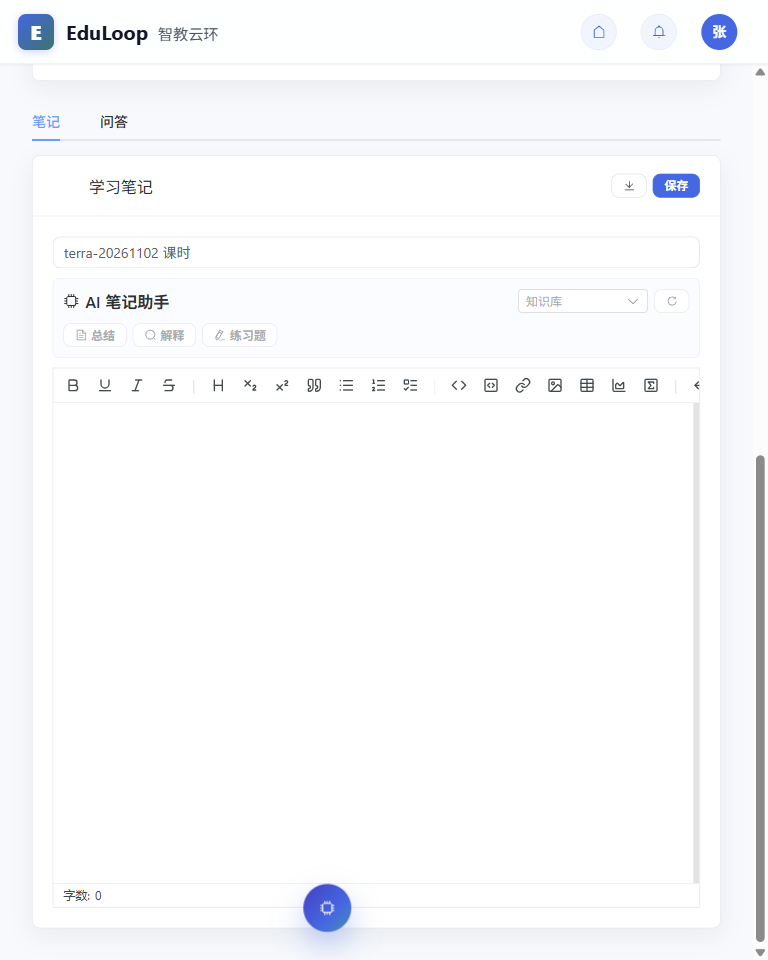 E EduLoop 智教云环 张
笔记 问答
学习笔记 保存
terra-20261102 课时
AI 笔记助手 知识库
总结 解释 练习题
字数: 0